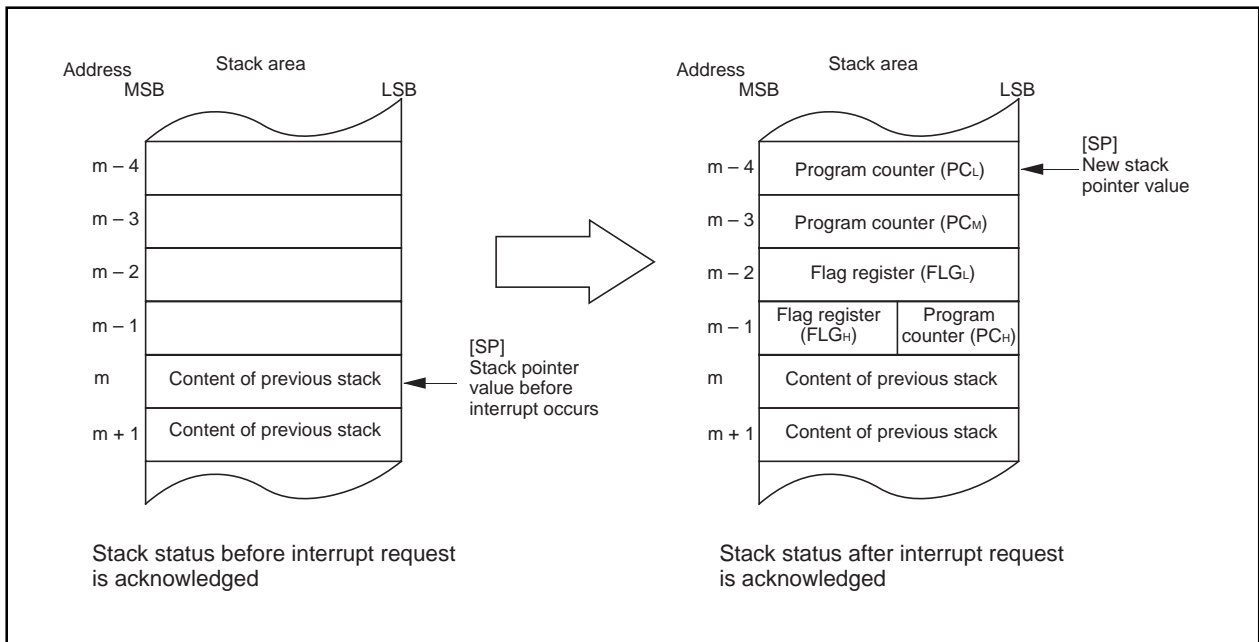 Address
Stack area
MSB
LSB
m – 4
m – 3
m – 2
m – 1
m
Content of previous stack
m + 1
Content of previous stack
[SP]
Stack pointer
value before
interrupt occurs
Stack status before interrupt request
is acknowledged
Address
Stack area
MSB
LSB
m – 4
Program counter (PCL)
[SP]
New stack
pointer value
m – 3
Program counter (PCM)
m – 2
Flag register (FLGL)
m – 1
Flag register
(FLGH)
Program
counter (PCH)
m
Content of previous stack
m + 1
Content of previous stack
Stack status after interrupt request
is acknowledged